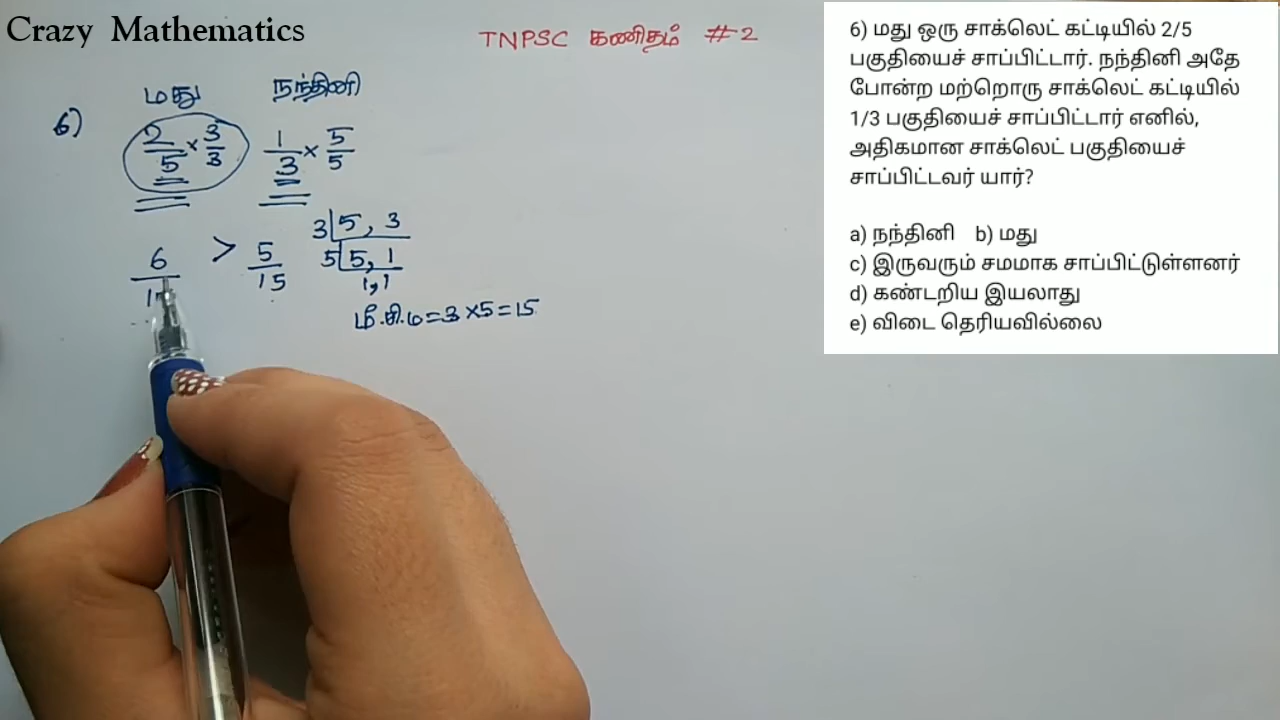 Crazy Mathematics
TNPSC கணிதம் #2
6) மது ஒரு சாக்லெட் கட்டியில் 2/5
பகுதியைச் சாப்பிட்டார். நந்தினி அதே
போன்ற மற்றொரு சாக்லெட் கட்டியில்
1/3 பகுதியைச் சாப்பிட்டார் எனில்,
அதிகமான சாக்லெட் பகுதியைச்
சாப்பிட்டவர் யார்?
a) நந்தினி b) மது
c) இருவரும் சமமாக சாப்பிட்டுள்ளனர்
d) கண்டறிய இயலாது
e) விடை தெரியவில்லை
மது நந்தினி
6) 2/5 × 3/3 1/3 × 5/5
3 5, 3
6 > 5/15 5 5, 1
1, 1
மீ.சி.ம = 3 × 5 = 15